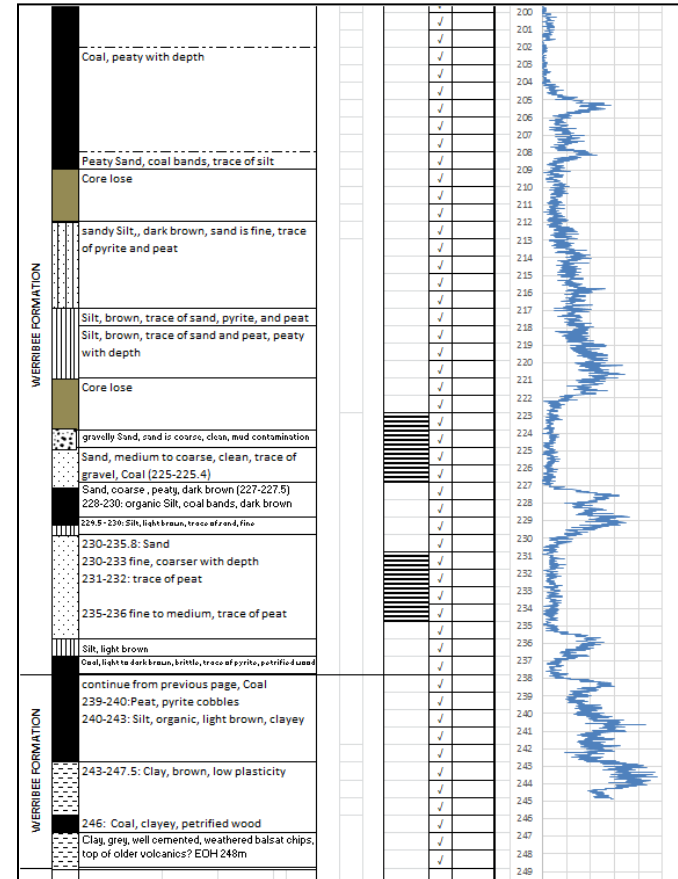 WERRIBEE FORMATION
Coal, peaty with depth
Peaty Sand, coal bands, trace of silt
Core lose
sandy Silt,, dark brown, sand is fine, trace
of pyrite and peat
Silt, brown, trace of sand, pyrite, and peat
Silt, brown, trace of sand and peat, peaty
with depth
Core lose
gravelly Sand, sand is coarse, clean, mud contamination
Sand, medium to coarse, clean, trace of
gravel, Coal (225-225.4)
Sand, coarse , peaty, dark brown (227-227.5)
228-230: organic Silt, coal bands, dark brown
229.5-230: Silt, light brown, trace of sand, fine
230-235.8: Sand
230-233 fine, coarser with depth
231-232: trace of peat
235-236 fine to medium, trace of peat
Silt, light brown
Coal, light to dark brown, brittle, trace of pyrite, petrified wood
WERRIBEE FORMATION
continue from previous page, Coal
239-240:Peat, pyrite cobbles
240-243: Silt, organic, light brown, clayey
243-247.5: Clay, brown, low plasticity
246: Coal, clayey, petrified wood
Clay, grey, well cemented, weathered balsat chips,
top of older volcanics? EOH 248m
200
201
202
203
204
205
206
207
208
209
210
211
212
213
214
215
216
217
218
219
220
221
222
223
224
225
226
227
228
229
230
231
232
233
234
235
236
237
238
239
240
241
242
243
244
245
246
247
248
249